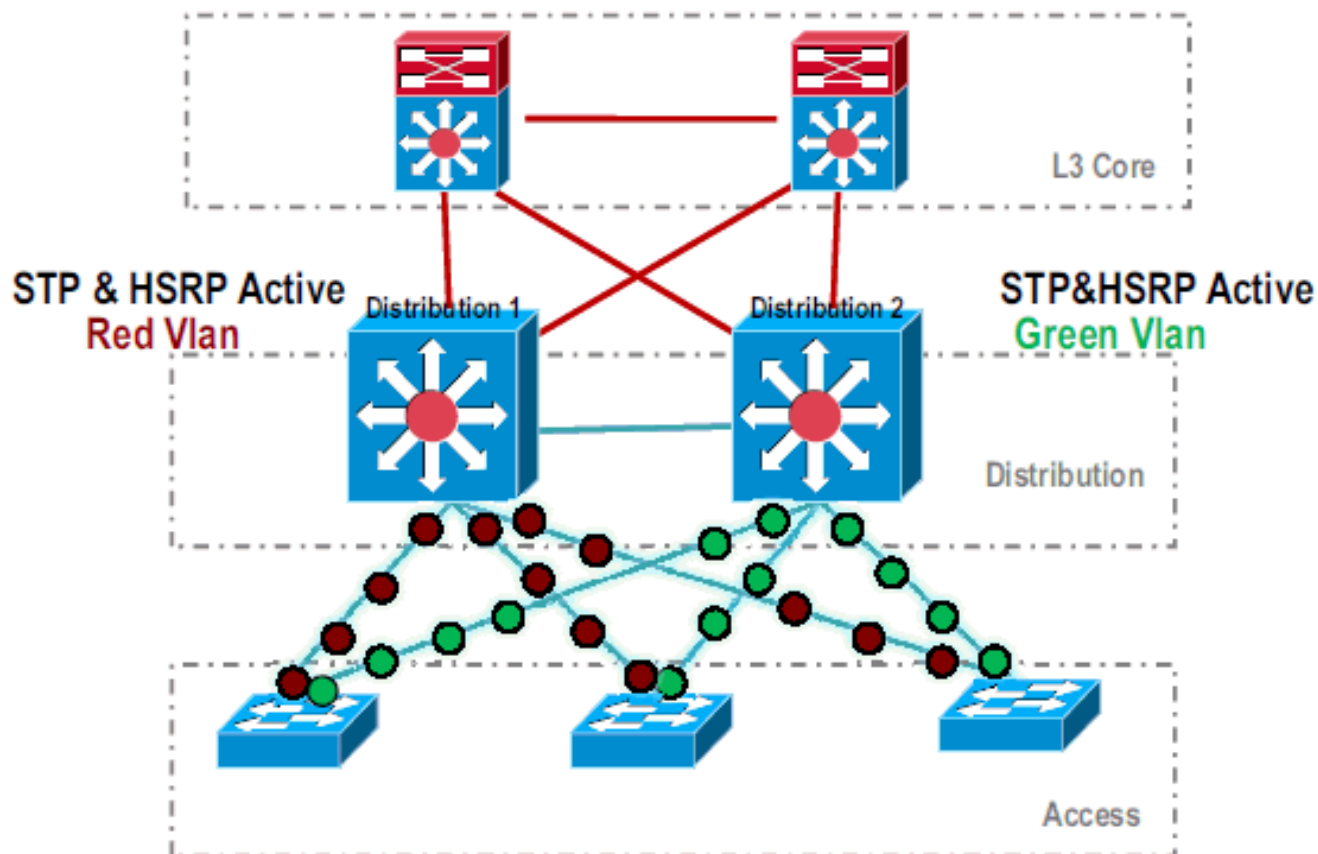 L3 Core
STP & HSRP Active
Red Vlan
Distribution 1
Distribution 2
STP&HSRP Active
Green Vlan
Distribution
Access